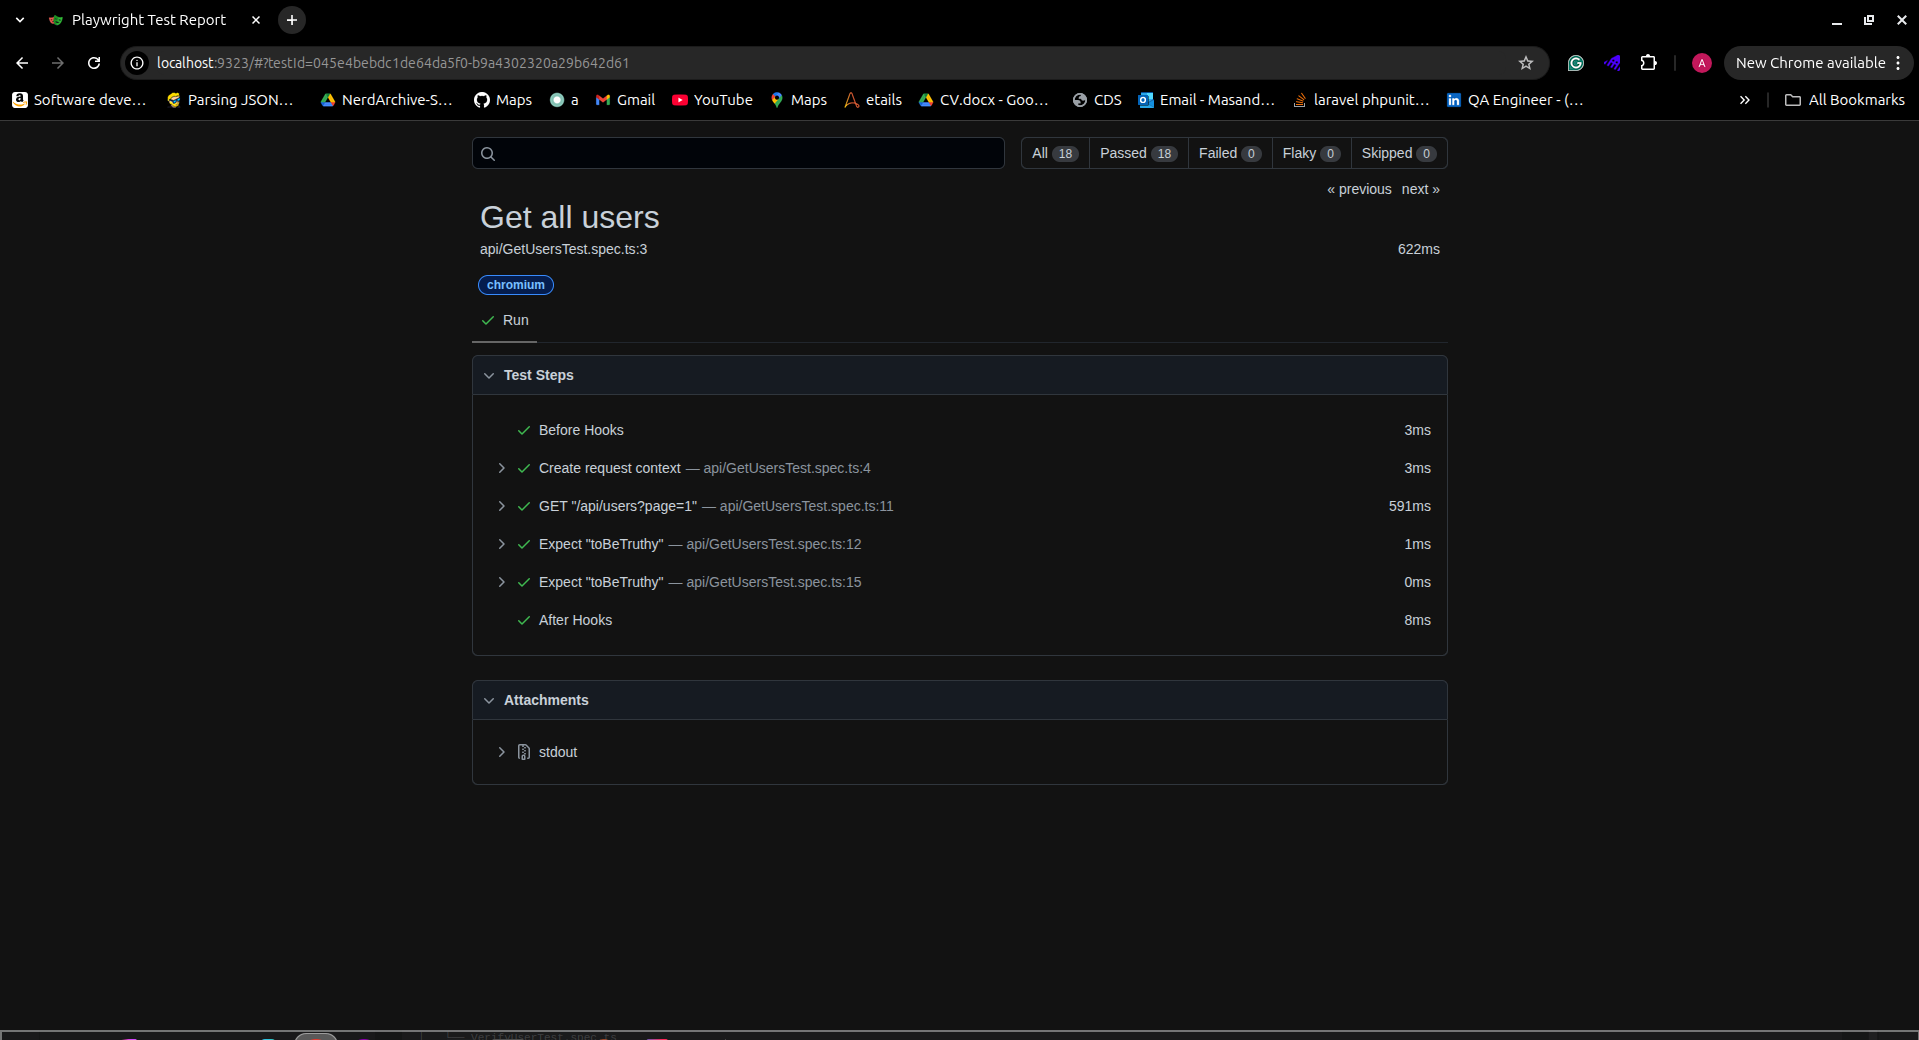 Playwright Test Report
localhost:9323/#?testId=045e4bebdc1de64da5f0-b9a4302320a29b642d61
A
New Chrome available
Software deve…
Parsing JSON…
NerdArchive-S…
Maps
a
Gmail
YouTube
Maps
etails
CV.docx - Goo…
CDS
Email - Masand…
laravel phpunit…
QA Engineer - (…
All Bookmarks
All 18
Passed 18
Failed 0
Flaky 0
Skipped 0
« previous next »
Get all users
api/GetUsersTest.spec.ts:3 622ms
chromium
Run
Test Steps
Before Hooks 3ms
Create request context — api/GetUsersTest.spec.ts:4 3ms
GET "/api/users?page=1" — api/GetUsersTest.spec.ts:11 591ms
Expect "toBeTruthy" — api/GetUsersTest.spec.ts:12 1ms
Expect "toBeTruthy" — api/GetUsersTest.spec.ts:15 0ms
After Hooks 8ms
Attachments
stdout
VerifyUserTest.spec.ts